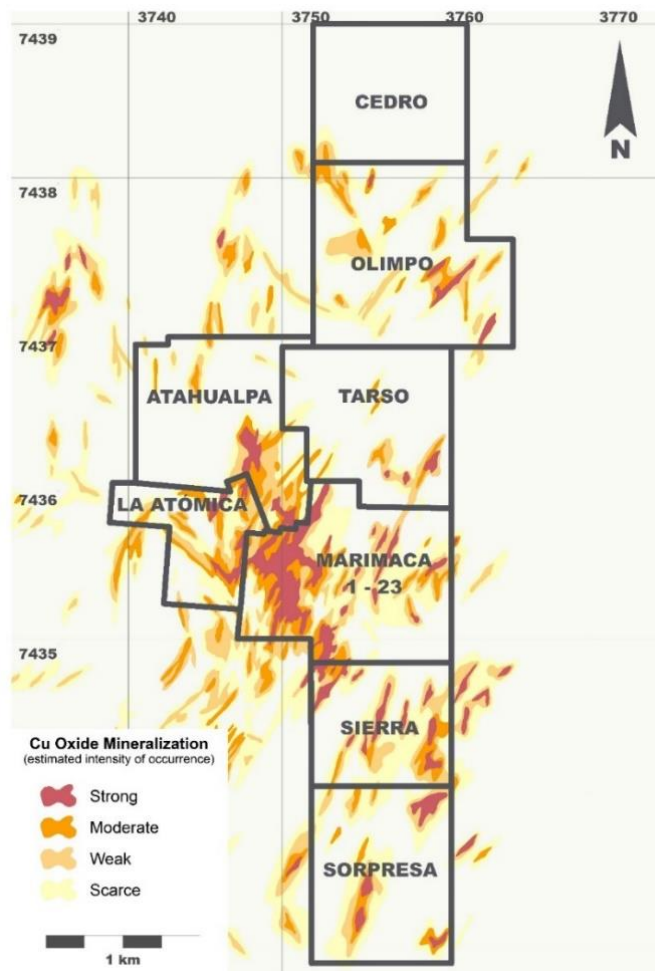 3740 3750 3760 3770
7439
CEDRO
N
7438
OLIMPO
7437
ATAHUALPA TARSO
7436
LA ATÓMICA
MARIMACA
1 - 23
7435
SIERRA
Cu Oxide Mineralization
(estimated intensity of occurrence)
Strong
Moderate
Weak
Scarce
SORPRESA
1 km